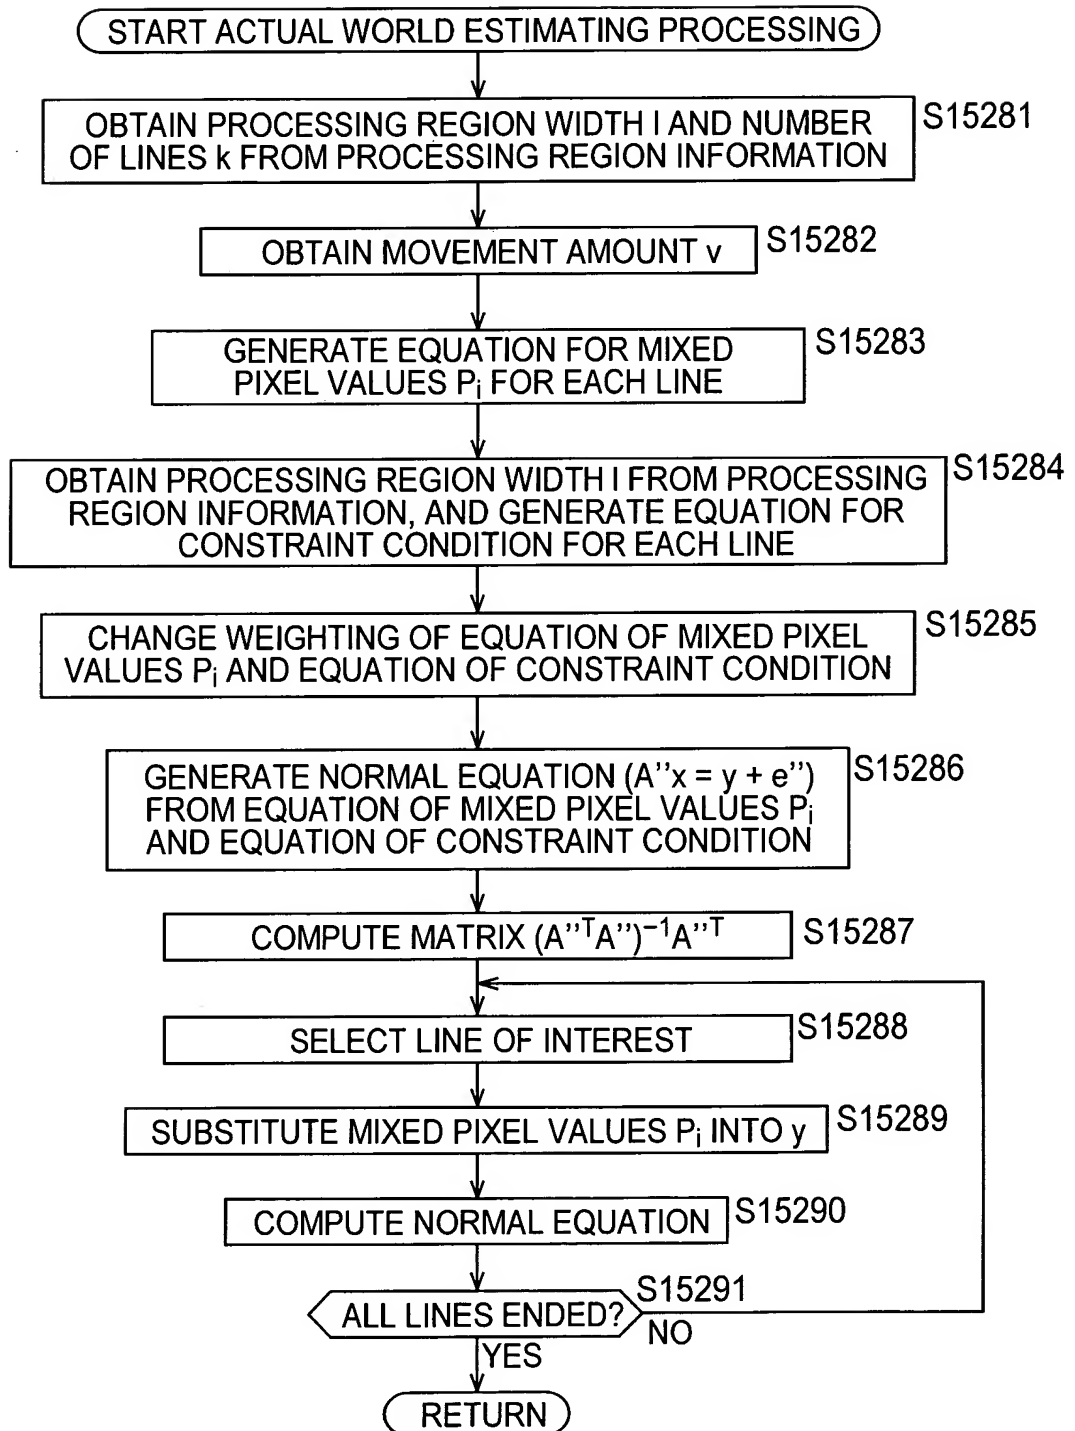 START ACTUAL WORLD ESTIMATING PROCESSING
OBTAIN PROCESSING REGION WIDTH l AND NUMBER
OF LINES k FROM PROCESSING REGION INFORMATION
S15281
OBTAIN MOVEMENT AMOUNT v
S15282
GENERATE EQUATION FOR MIXED
PIXEL VALUES Pi FOR EACH LINE
S15283
OBTAIN PROCESSING REGION WIDTH l FROM PROCESSING
REGION INFORMATION, AND GENERATE EQUATION FOR
CONSTRAINT CONDITION FOR EACH LINE
S15284
CHANGE WEIGHTING OF EQUATION OF MIXED PIXEL
VALUES Pi AND EQUATION OF CONSTRAINT CONDITION
S15285
GENERATE NORMAL EQUATION (A’’x = y + e’’)
FROM EQUATION OF MIXED PIXEL VALUES Pi
AND EQUATION OF CONSTRAINT CONDITION
S15286
COMPUTE MATRIX (A’’ᵀA’’)⁻¹A’’ᵀ
S15287
SELECT LINE OF INTEREST
S15288
SUBSTITUTE MIXED PIXEL VALUES Pi INTO y
S15289
COMPUTE NORMAL EQUATION
S15290
ALL LINES ENDED?
S15291
NO
YES
RETURN